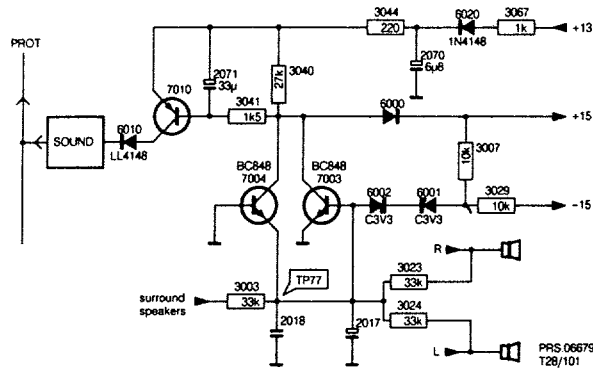 3044
220
6020
1N4148
3067
1k
+13
PROT
2071
33µ
3040
27k
2070
6µ8
7010
3041
1k5
6000
+15
SOUND
6010
LL4148
3007
10k
BC848
7004
BC848
7003
6002
C3V3
6001
C3V3
3029
10k
-15
R
3023
33k
TP77
surround
speakers
3003
33k
3024
33k
2018
2017
L
PRS.06679
T28/101